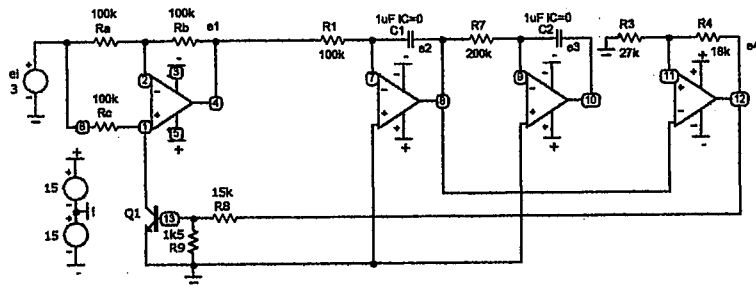 100k
Ra
100k
Rb
e1
R1
100k
1uF IC=0
C1
e2
R7
200k
1uF IC=0
C2
e3
R3
27k
R4
18k
e4
ei
3
2
3
4
7
9
11
12
100k
Rc
6
1
15
8
10
15
15
Q1
13
15k
R8
1k5
R9